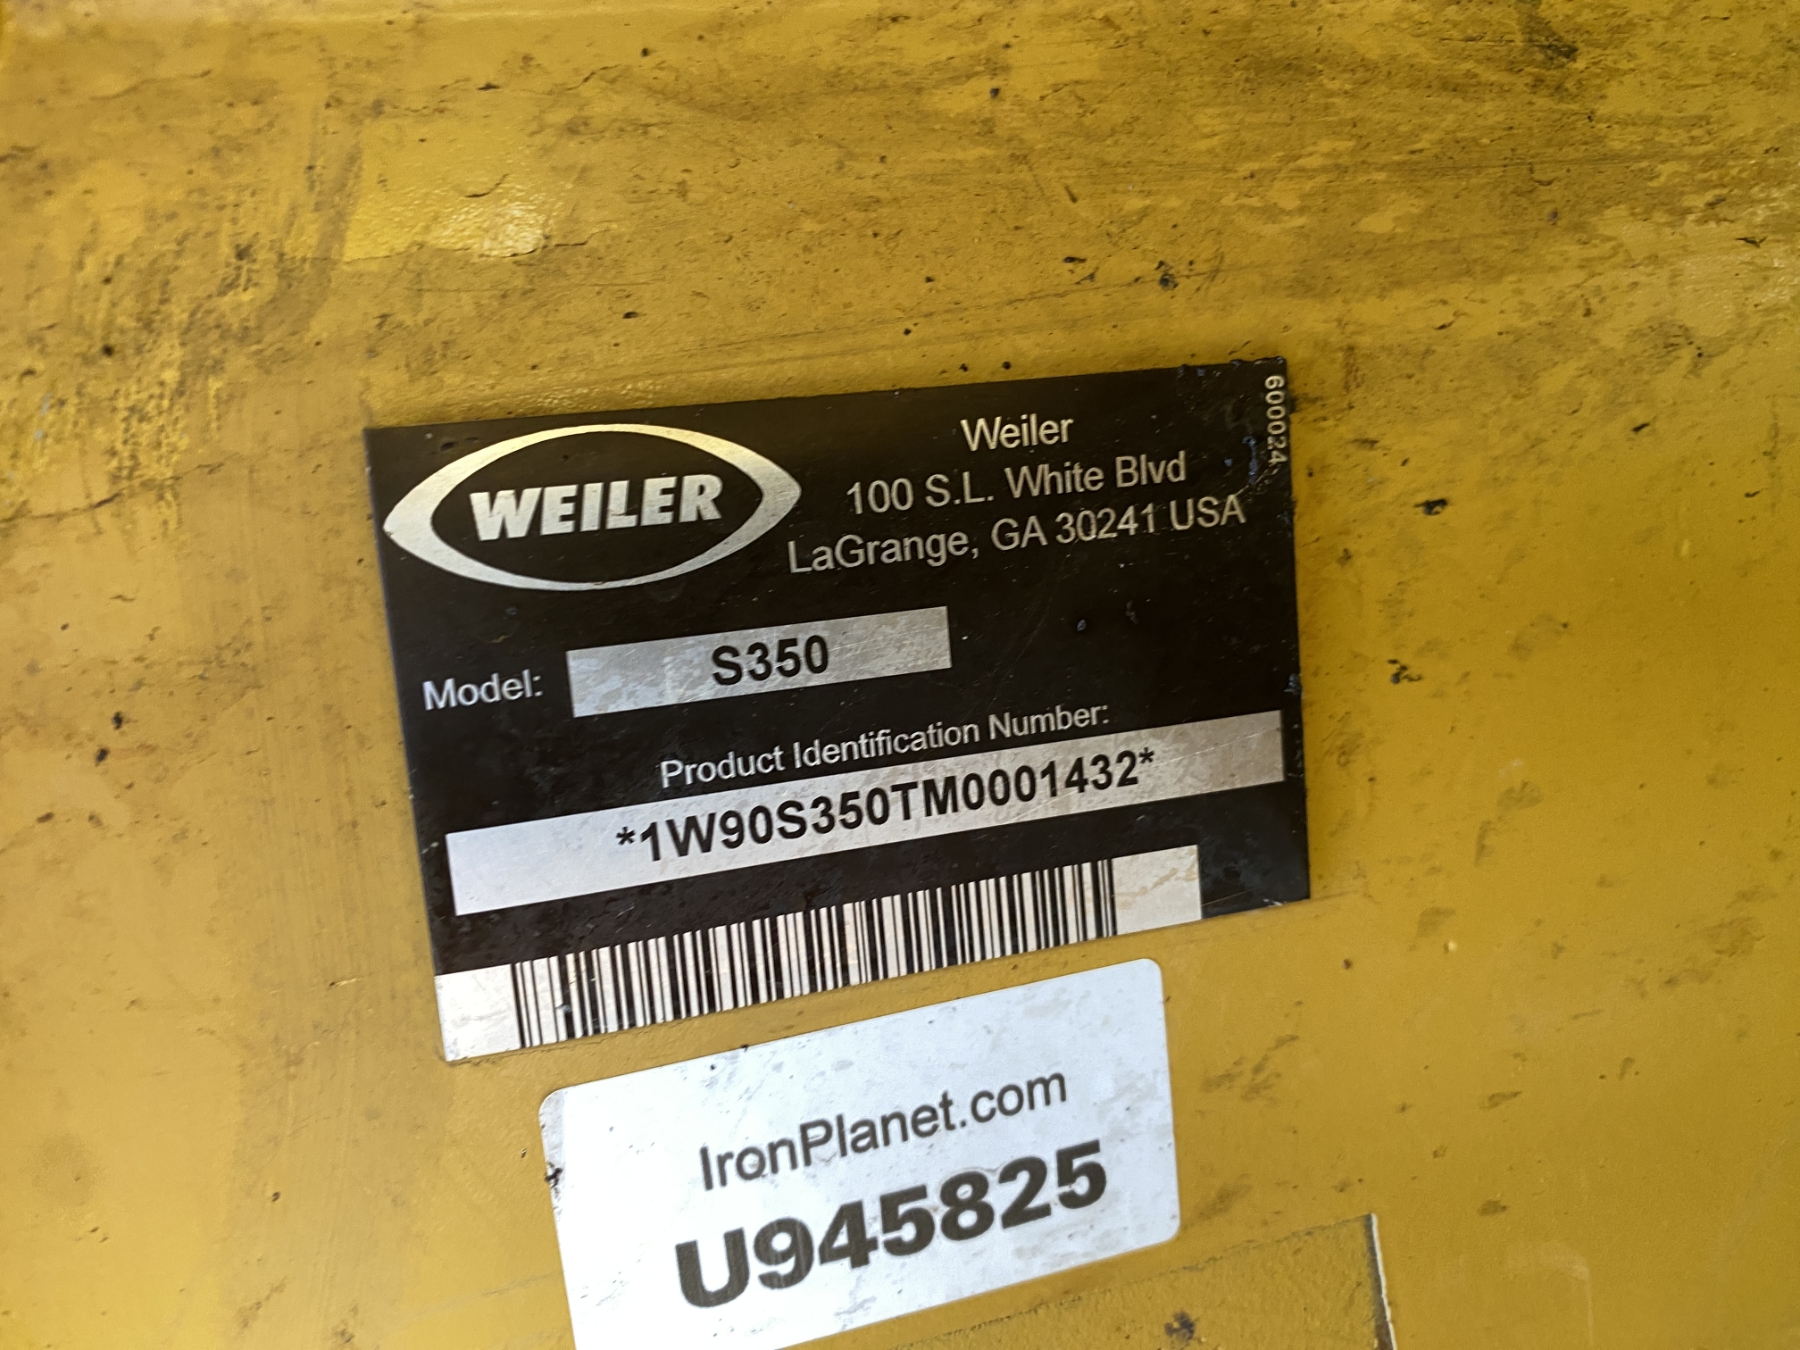 WEILER
Weiler
100 S.L. White Blvd
LaGrange, GA 30241 USA
600024
Model: S350
Product Identification Number:
*1W90S350TM0001432*
IronPlanet.com
U945825